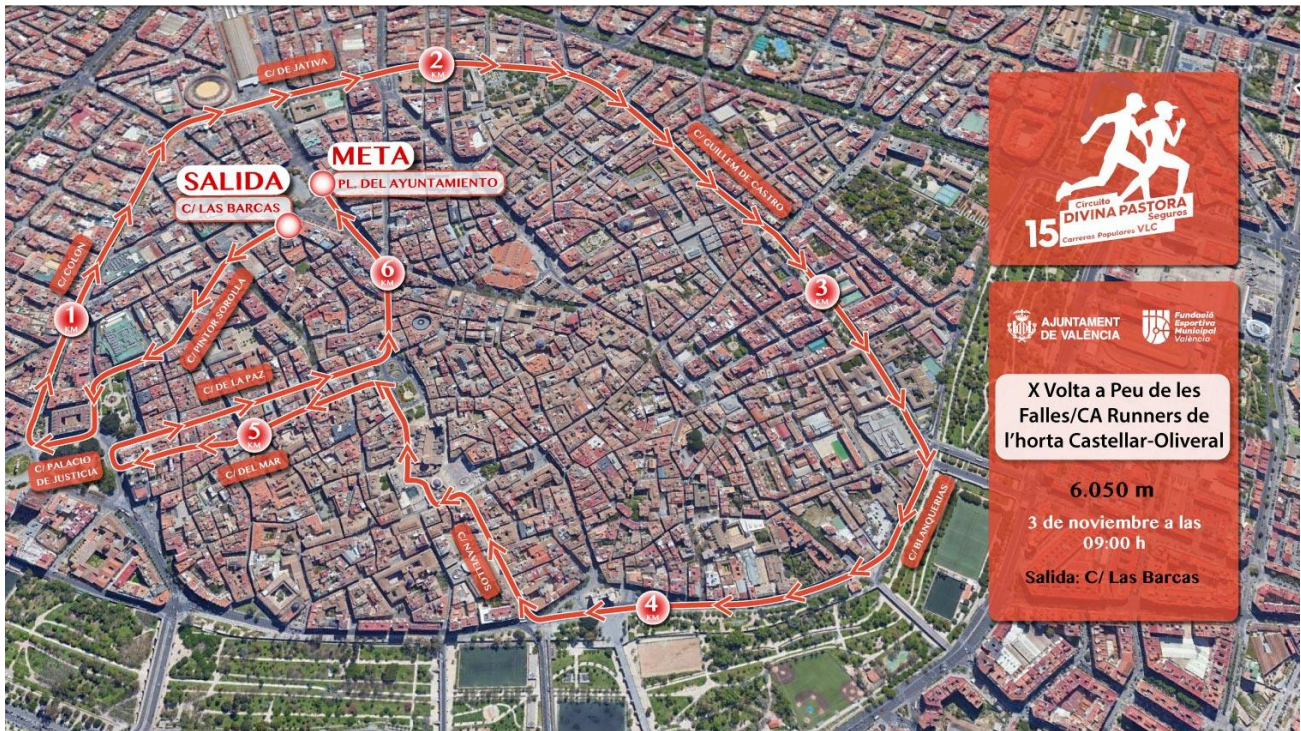 C/ DE JATIVA
2
KM
META
PL. DEL AYUNTAMIENTO
SALIDA
C/ LAS BARCAS
C/ GUILLEM DE CASTRO
C/ COLON
1
KM
C/ PINTOR SOROLLA
6
KM
3
KM
C/ DE LA PAZ
5
KM
C/ DEL MAR
C/ PALACIO
DE JUSTICIA
C/ NAVELLOS
C/ BLANQUERIAS
4
KM
Circuito
DIVINA PASTORA
Seguros
15
Carreras Populares VLC
AJUNTAMENT
DE VALÈNCIA
Fundació
Esportiva
Municipal
València
X Volta a Peu de les
Falles/CA Runners de
l'horta Castellar-Oliveral
6.050 m
3 de noviembre a las
09:00 h
Salida: C/ Las Barcas